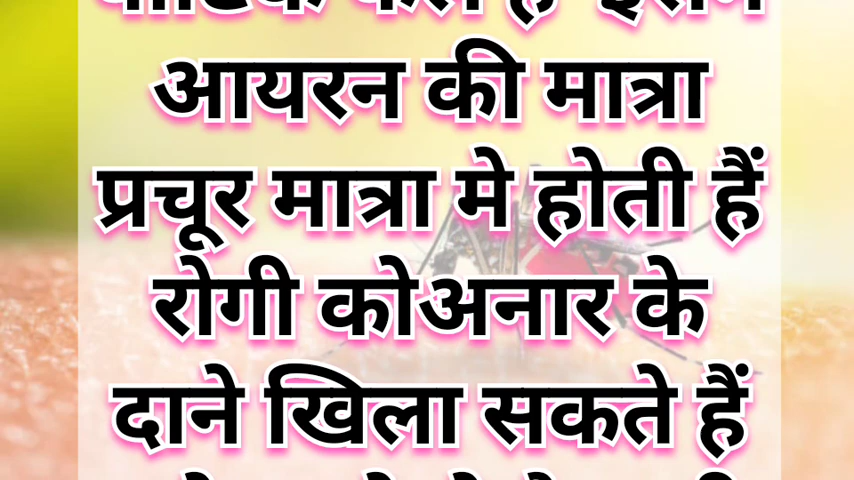 आयरन की मात्रा
प्रचूर मात्रा मे होती हैं
रोगी कोअनार के
दाने खिला सकते हैं